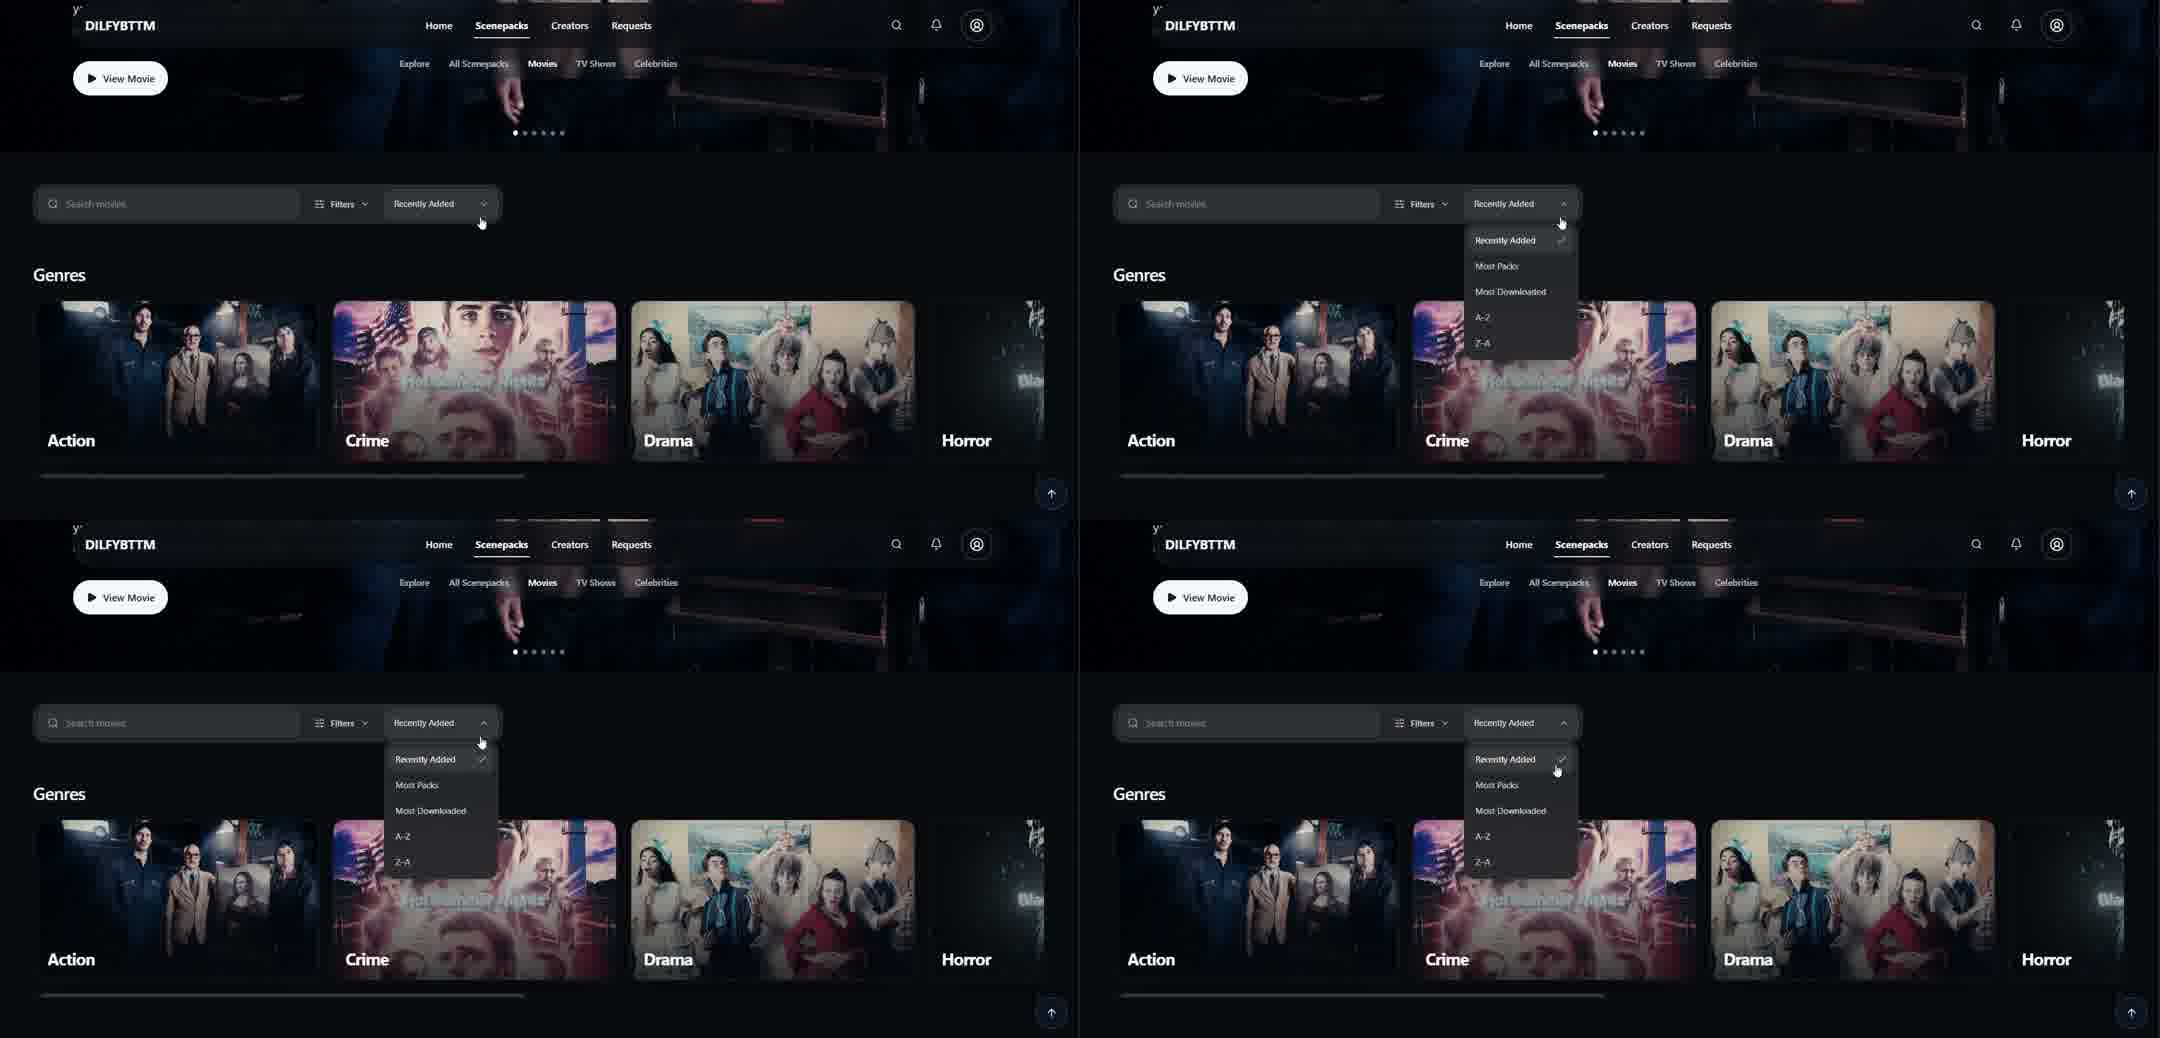 DILFYBTTM Home Scenepacks Creators Requests
Explore All Scenepacks Movies TV Shows Celebrities
View Movie
Search movies Filters Recently Added
Genres
Action Crime Drama Horror
DILFYBTTM Home Scenepacks Creators Requests
Explore All Scenepacks Movies TV Shows Celebrities
View Movie
Search movies Filters Recently Added
Recently Added
Most Packs
Most Downloaded
A-Z
Z-A
Genres
Action Crime Drama Horror
DILFYBTTM Home Scenepacks Creators Requests
Explore All Scenepacks Movies TV Shows Celebrities
View Movie
Search movies Filters Recently Added
Recently Added
Most Packs
Most Downloaded
A-Z
Z-A
Genres
Action Crime Drama Horror
DILFYBTTM Home Scenepacks Creators Requests
Explore All Scenepacks Movies TV Shows Celebrities
View Movie
Search movies Filters Recently Added
Recently Added
Most Packs
Most Downloaded
A-Z
Z-A
Genres
Action Crime Drama Horror